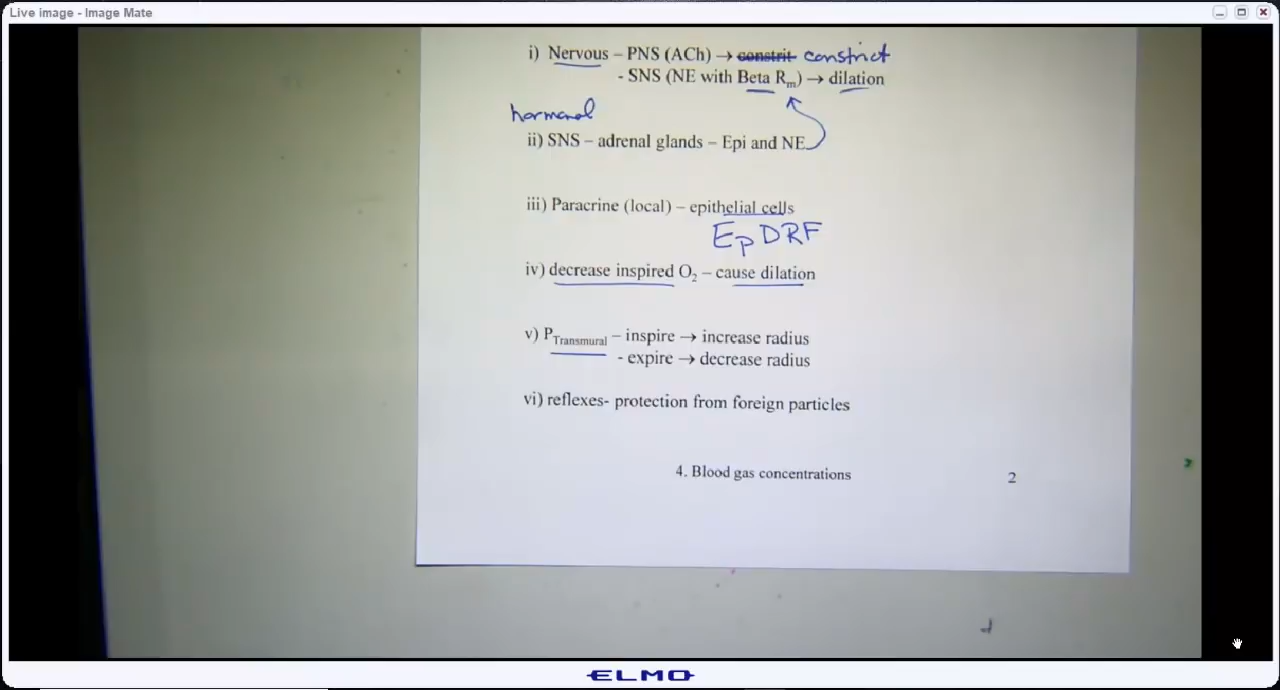 Live image - Image Mate
i) Nervous – PNS (ACh) → constrit constrict
- SNS (NE with Beta Rm) → dilation
hormonal
ii) SNS – adrenal glands – Epi and NE
iii) Paracrine (local) – epithelial cells
EpDRF
iv) decrease inspired O₂ – cause dilation
v) PTransmural – inspire → increase radius
- expire → decrease radius
vi) reflexes- protection from foreign particles
4. Blood gas concentrations 2
ELMO